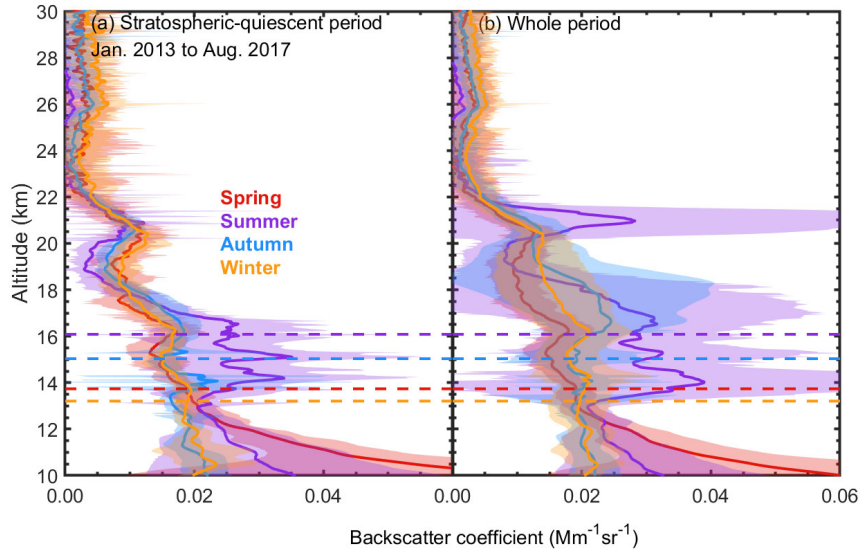 (a) Stratospheric-quiescent period
Jan. 2013 to Aug. 2017
(b) Whole period
Spring
Summer
Autumn
Winter
Altitude (km)
30
28
26
24
22
20
18
16
14
12
10
0.00
0.02
0.04
0.00
0.02
0.04
0.06
Backscatter coefficient (Mm⁻¹sr⁻¹)